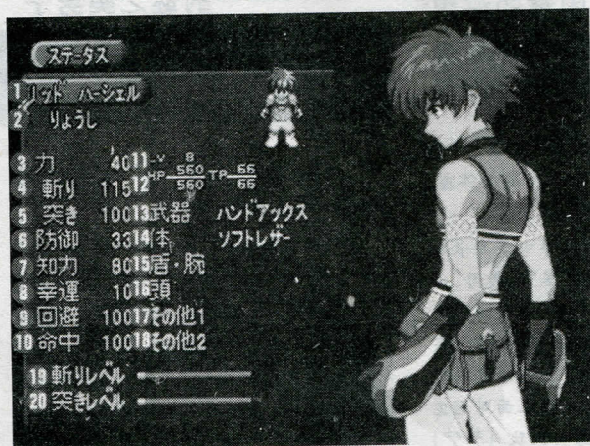 ステータス
1 リッド ハーシェル
2 りょうし
3 力 40 11 LV 8
4 斬り 115 12 HP 560/560 TP 66/66
5 突き 100 13 武器 ハンドアックス
6 防御 33 14 体 ソフトレザー
7 知力 80 15 盾・腕
8 幸運 10 16 頭
9 回避 100 17 その他1
10 命中 100 18 その他2
19 斬りレベル
20 突きレベル